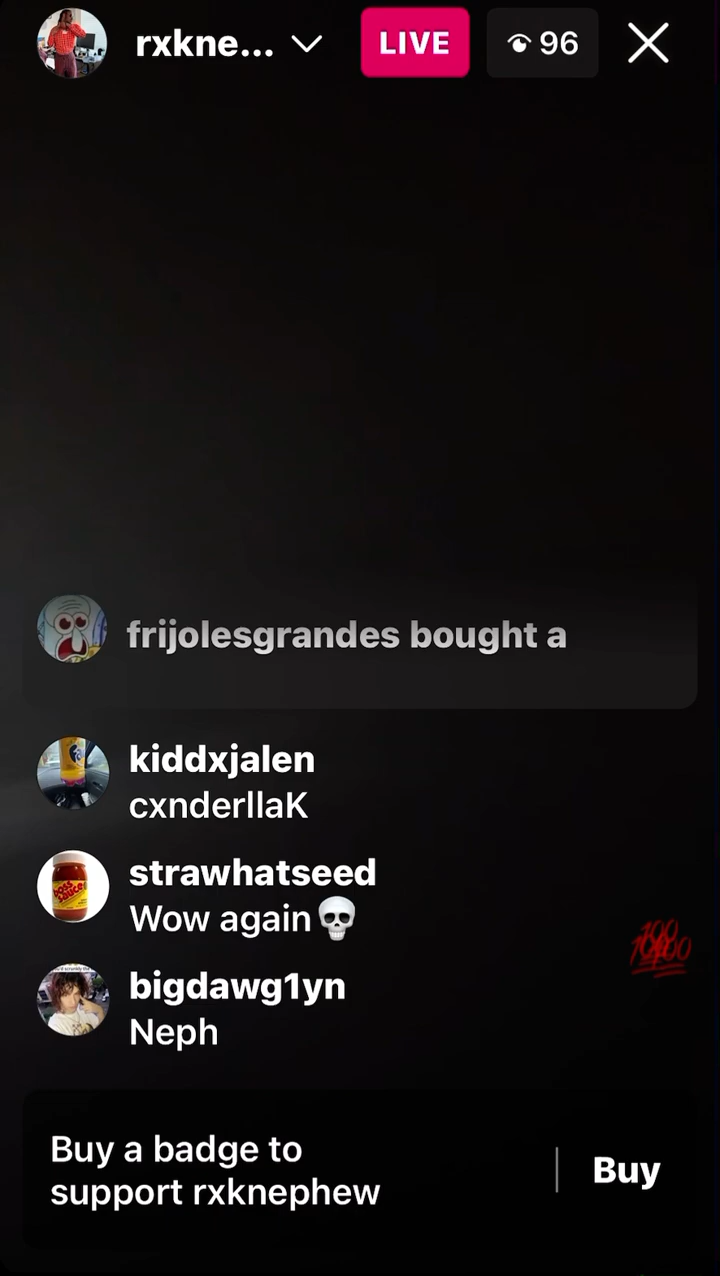 rxkne...
LIVE
96
frijolesgrandes bought a
kiddxjalen
cxnderllaK
strawhatseed
Wow again💀
bigdawg1yn
Neph
Buy a badge to
support rxknephew
Buy